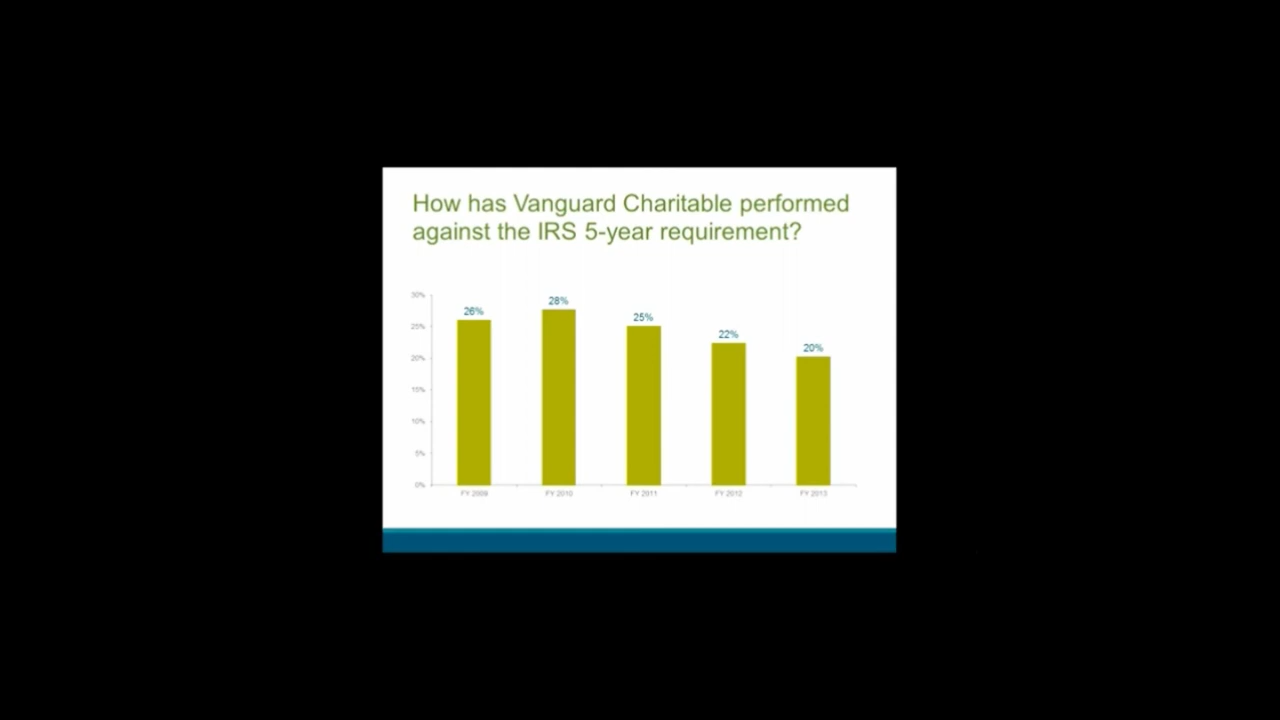 How has Vanguard Charitable performed
against the IRS 5-year requirement?
30%
25%
20%
15%
10%
5%
0%
26%
28%
25%
22%
20%
FY 2009
FY 2010
FY 2011
FY 2012
FY 2013